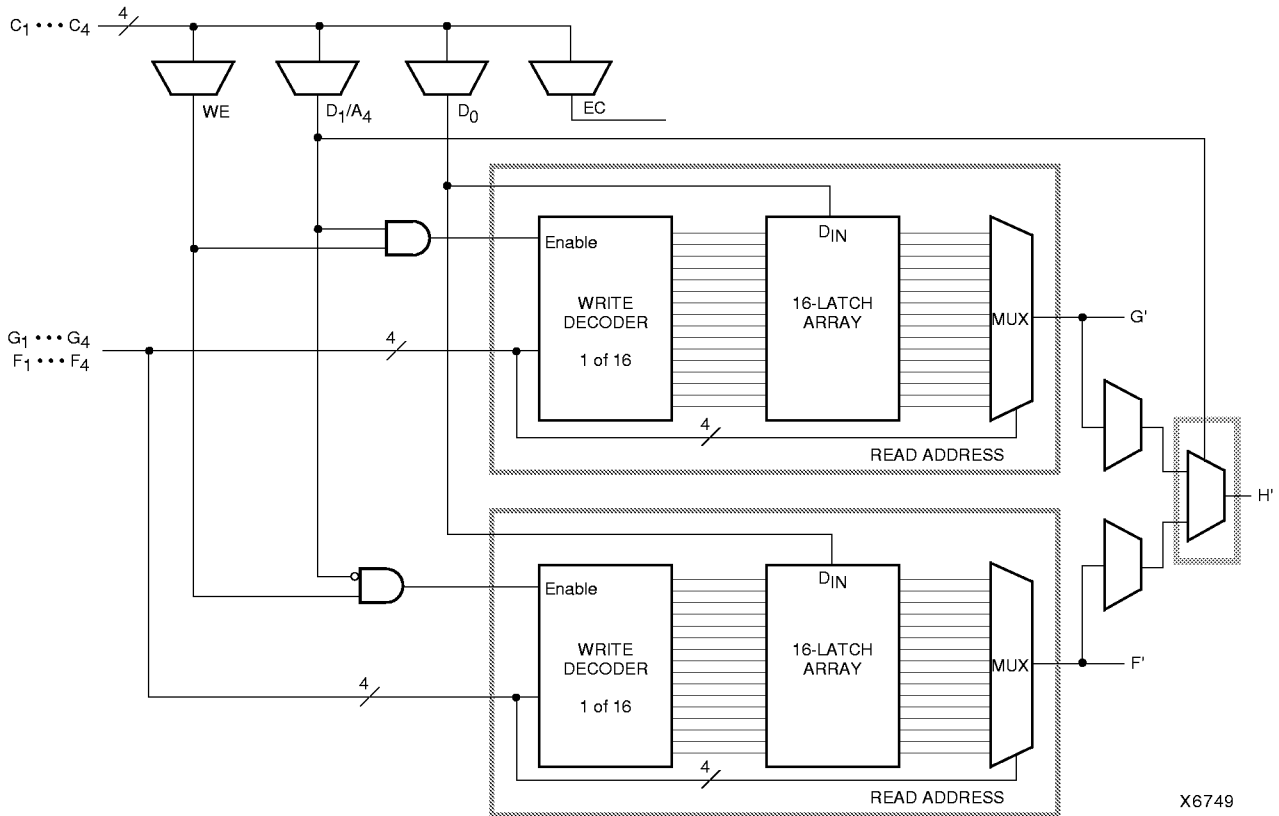 C1 ••• C4
4
WE
D1/A4
D0
EC
Enable
DIN
WRITE
DECODER
1 of 16
16-LATCH
ARRAY
MUX
G'
G1 ••• G4
F1 ••• F4
4
4
READ ADDRESS
H'
Enable
DIN
WRITE
DECODER
1 of 16
16-LATCH
ARRAY
MUX
F'
4
4
READ ADDRESS
X6749